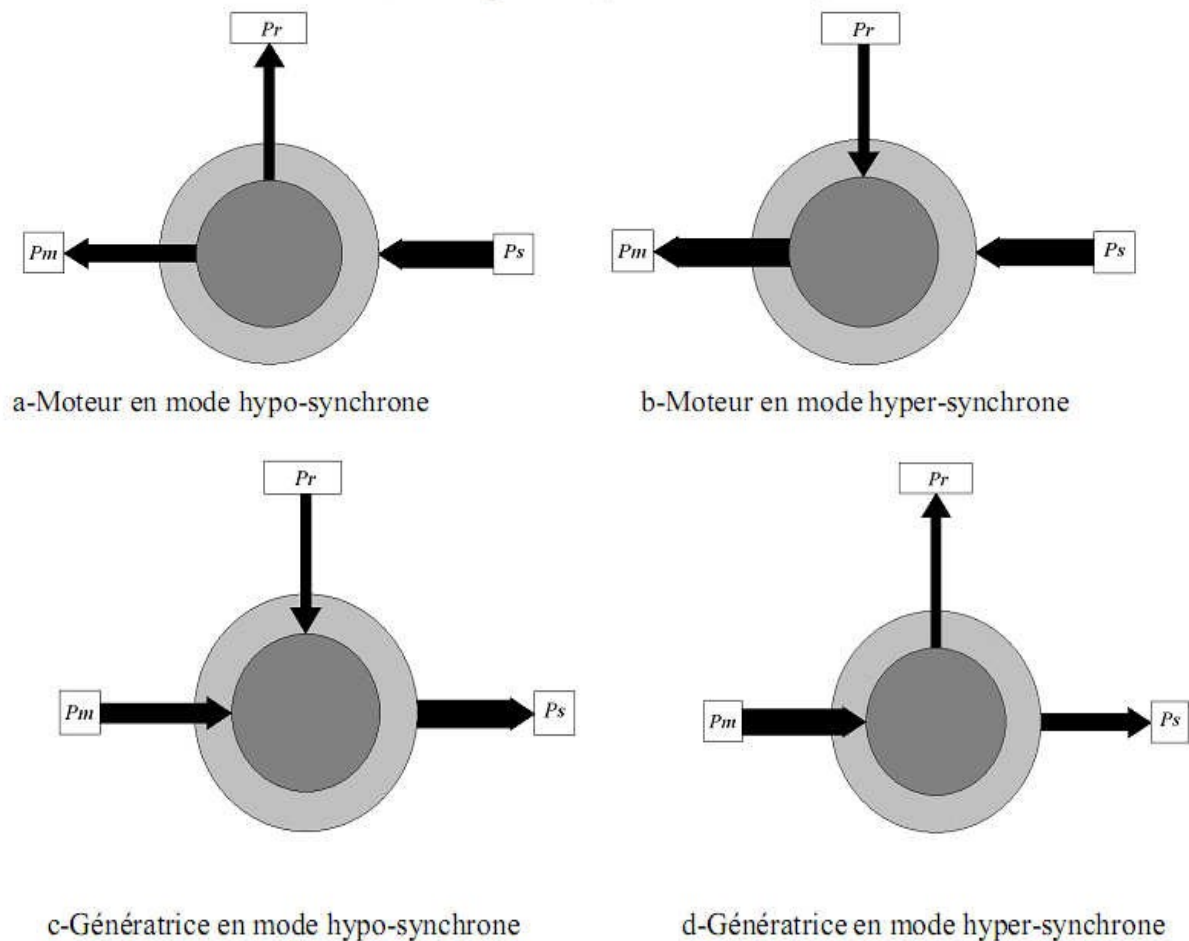 Pr
Pr
Pm
Ps
Pm
Ps
a-Moteur en mode hypo-synchrone
b-Moteur en mode hyper-synchrone
Pr
Pr
Pm
Ps
Pm
Ps
c-Génératrice en mode hypo-synchrone
d-Génératrice en mode hyper-synchrone